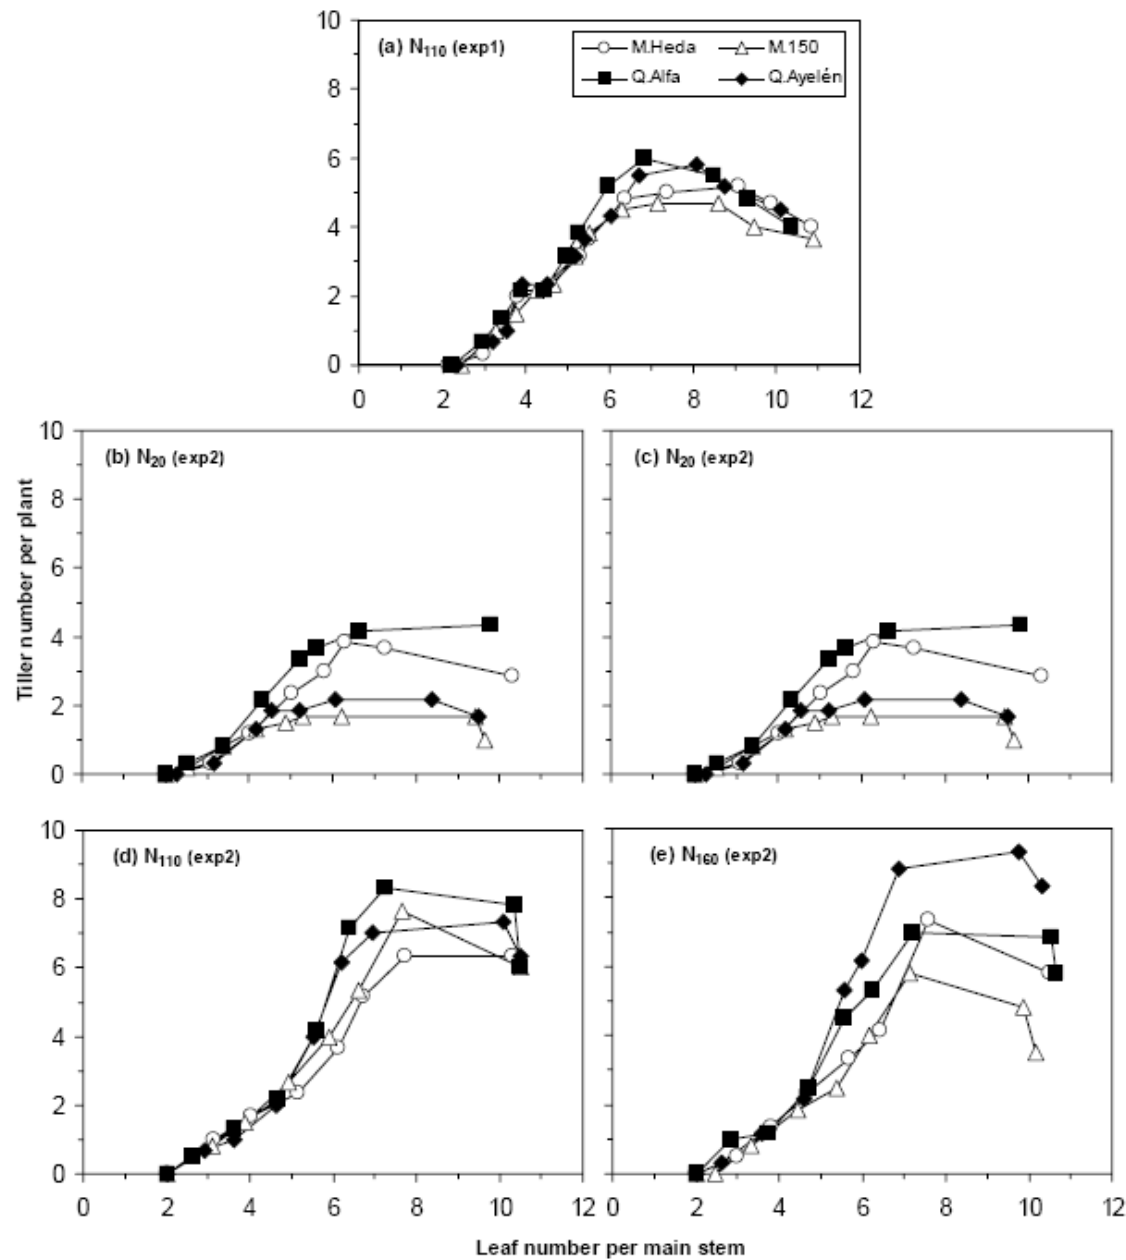 10
(a) N110 (exp1)
M.Heda
M.150
Q.Alfa
Q.Ayelén
8
6
4
2
0
0 2 4 6 8 10 12
Tiller number per plant
10
(b) N20 (exp2)
(c) N20 (exp2)
8
6
4
2
0
10
(d) N110 (exp2)
(e) N160 (exp2)
8
6
4
2
0
0 2 4 6 8 10 12 0 2 4 6 8 10 12
Leaf number per main stem